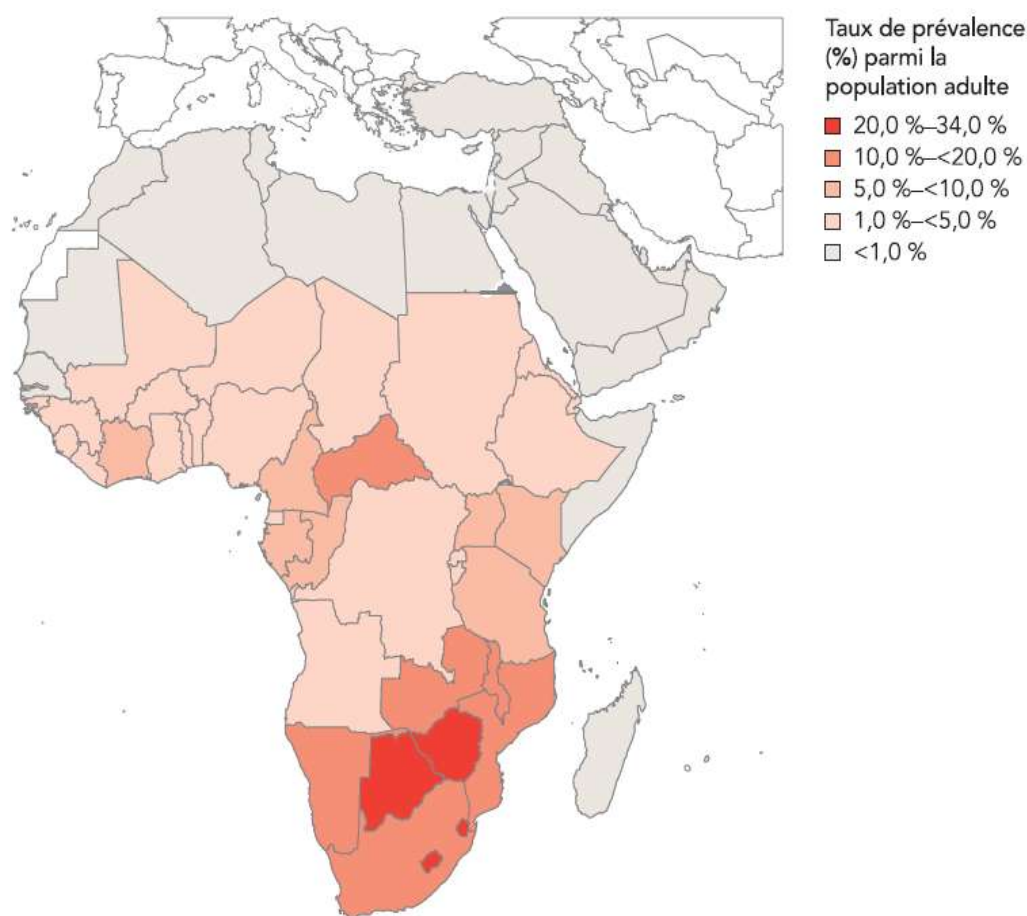 Taux de prévalence
(%) parmi la
population adulte
20,0 %–34,0 %
10,0 %–<20,0 %
5,0 %–<10,0 %
1,0 %–<5,0 %
<1,0 %